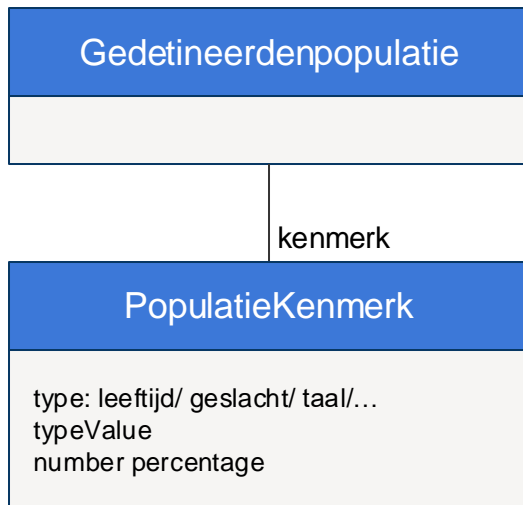 Gedetineerdenpopulatie
kenmerk
PopulatieKenmerk
type: leeftijd/ geslacht/ taal/...
typeValue
number percentage